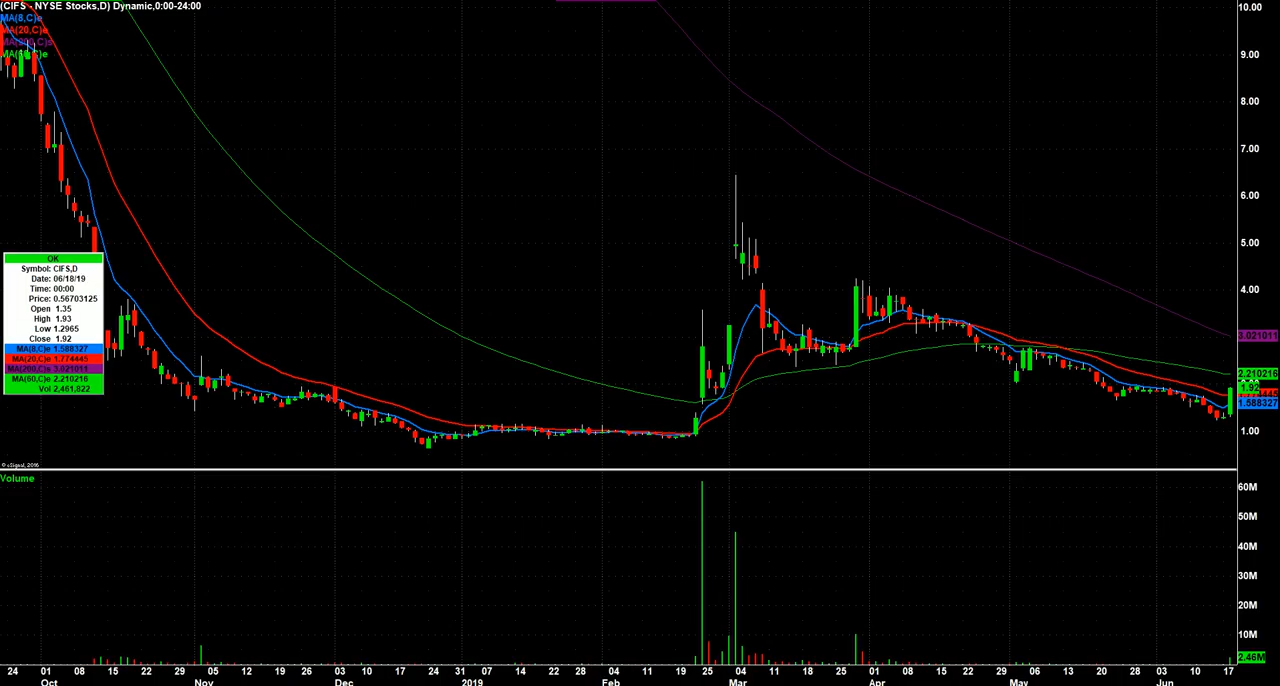 (CIFS - NYSE Stocks,D) Dynamic,0:00-24:00
MA(8,C)e
MA(20,C)e
MA(200,C)s
Volume
OK
Symbol: CIFS,D
Date: 06/18/19
Time: 00:00
Price: 0.56703125
Open 1.35
High 1.93
Low 1.2965
Close 1.92
MA(8,C)e 1.588327
MA(20,C)e 1.774445
MA(200,C)s 3.021011
MA(60,C)e 2.210216
Vol 2,461,822
© eSignal, 2016
10.00
9.00
8.00
7.00
6.00
5.00
4.00
3.021011
2.210216
1.92
1.588327
1.00
60M
50M
40M
30M
20M
10M
2.46M
24 01 08 15 22 29 05 12 19 26 03 10 17 24 31 07 14 22 28 04 11 19 25 04 11 18 25 01 08 15 22 29 06 13 20 28 03 10 17
Oct Nov Dec 2019 Feb Mar Apr May Jun